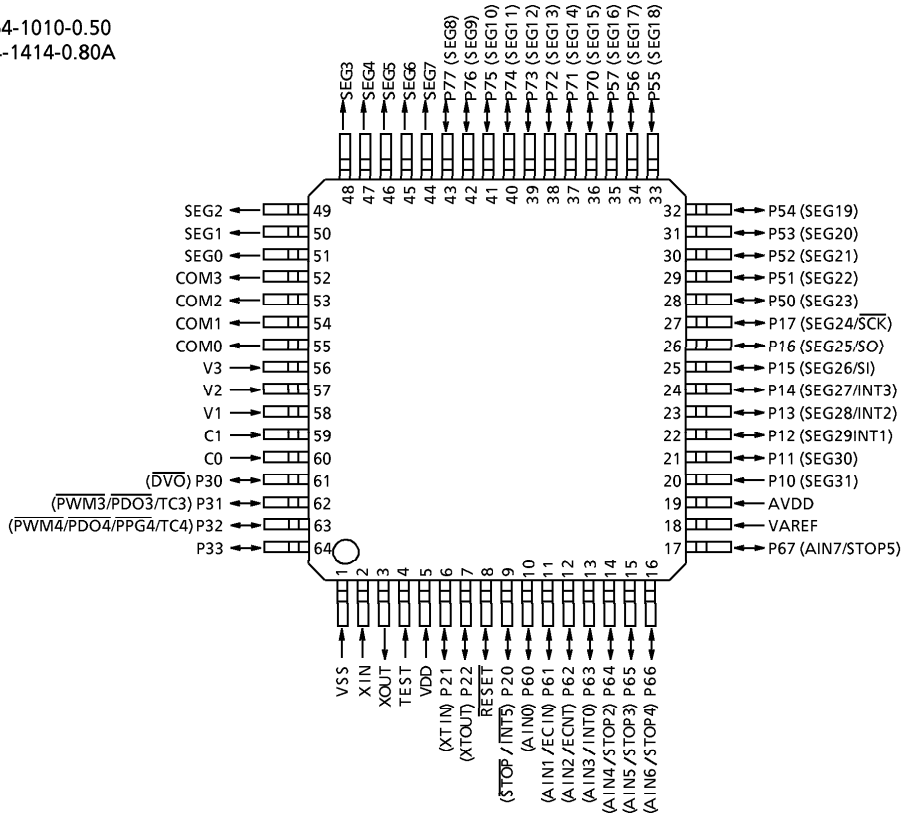 4-1010-0.50
-1414-0.80A
SEG3
SEG4
SEG5
SEG6
SEG7
P77 (SEG8)
P76 (SEG9)
P75 (SEG10)
P74 (SEG11)
P73 (SEG12)
P72 (SEG13)
P71 (SEG14)
P70 (SEG15)
P57 (SEG16)
P56 (SEG17)
P55 (SEG18)
48 47 46 45 44 43 42 41 40 39 38 37 36 35 34 33
SEG2 49
SEG1 50
SEG0 51
COM3 52
COM2 53
COM1 54
COM0 55
V3 56
V2 57
V1 58
C1 59
C0 60
(DVO) P30 61
(PWM3/PDO3/TC3) P31 62
(PWM4/PDO4/PPG4/TC4) P32 63
P33 64
32 P54 (SEG19)
31 P53 (SEG20)
30 P52 (SEG21)
29 P51 (SEG22)
28 P50 (SEG23)
27 P17 (SEG24/SCK)
26 P16 (SEG25/SO)
25 P15 (SEG26/SI)
24 P14 (SEG27/INT3)
23 P13 (SEG28/INT2)
22 P12 (SEG29INT1)
21 P11 (SEG30)
20 P10 (SEG31)
19 AVDD
18 VAREF
17 P67 (AIN7/STOP5)
1 2 3 4 5 6 7 8 9 10 11 12 13 14 15 16
VSS
XIN
XOUT
TEST
VDD
(XTIN) P21
(XTOUT) P22
RESET
(STOP/INT5) P20
(AIN0) P60
(AIN1/ECIN) P61
(AIN2/ECNT) P62
(AIN3/INT0) P63
(AIN4/STOP2) P64
(AIN5/STOP3) P65
(AIN6/STOP4) P66